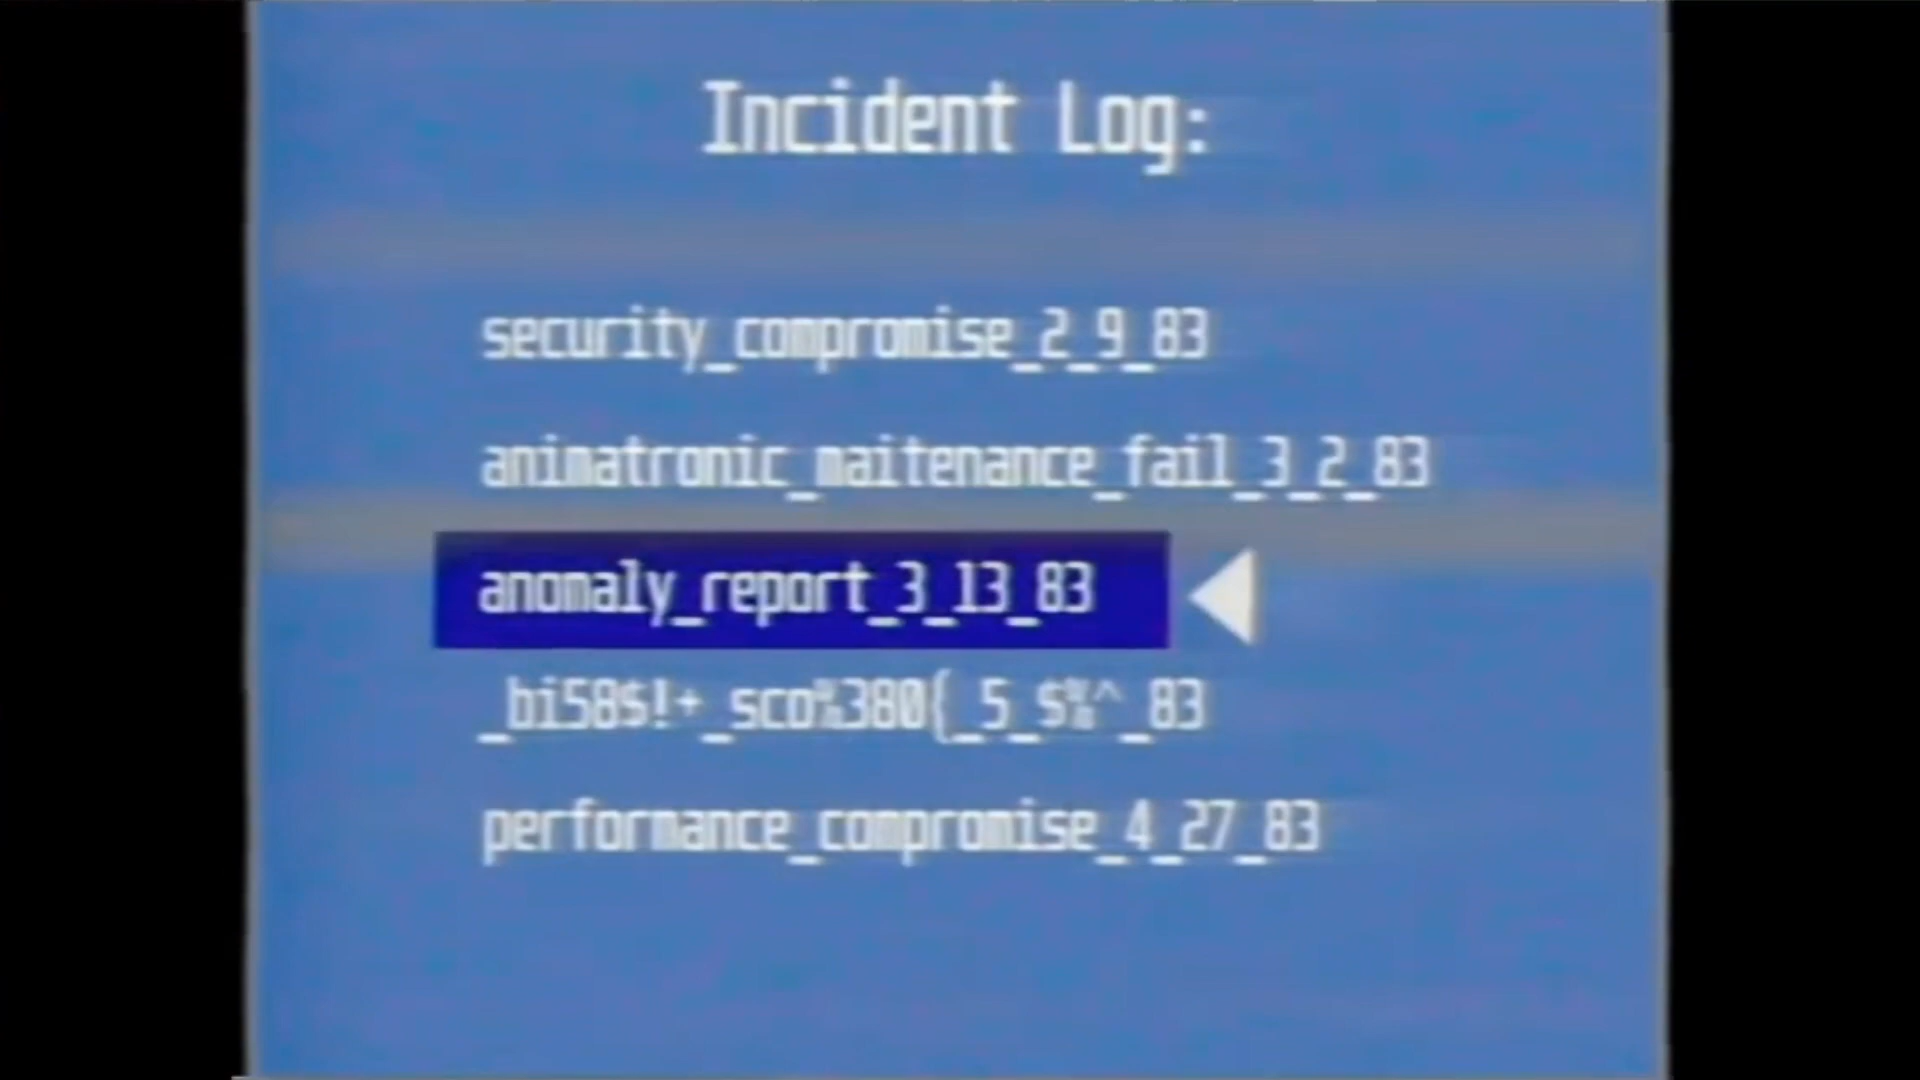 Incident Log:
security_compromise_2_9_83
animatronic_maitenance_fail_3_2_83
anomaly_report_3_13_83
_bi58$!+_sco%380{_5_$%^_83
performance_compromise_4_27_83